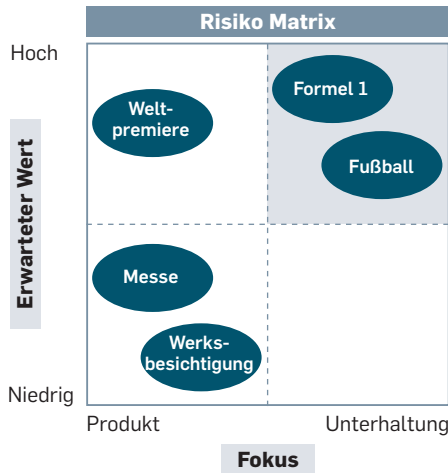 Risiko Matrix
Hoch
Erwarteter Wert
Niedrig
Welt-
premiere
Formel 1
Fußball
Messe
Werks-
besichtigung
Produkt
Unterhaltung
Fokus